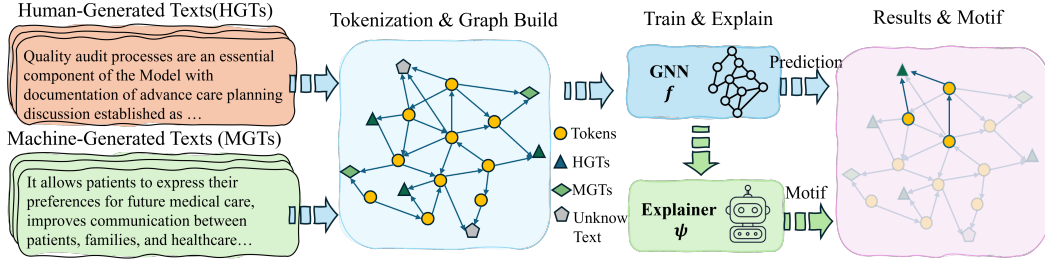 Human-Generated Texts(HGTs)
Quality audit processes are an essential
component of the Model with
documentation of advance care planning
discussion established as …
Machine-Generated Texts (MGTs)
It allows patients to express their
preferences for future medical care,
improves communication between
patients, families, and healthcare…
Tokenization & Graph Build
Tokens
HGTs
MGTs
Unknow
Text
Train & Explain
GNN
f
Prediction
Explainer
ψ
Motif
Results & Motif